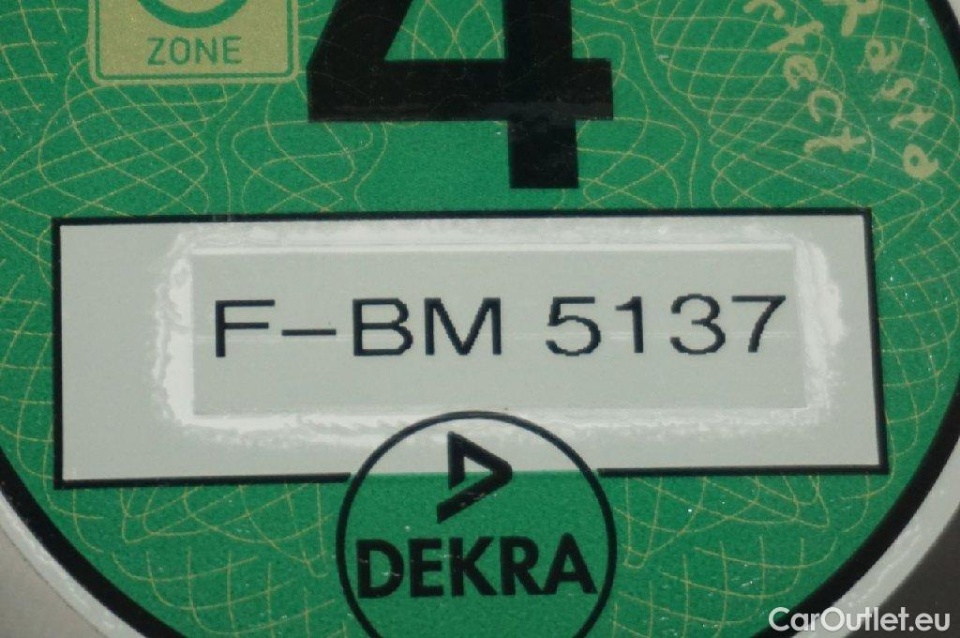 ZONE
4
F-BM 5137
DEKRA
CarOutlet.eu